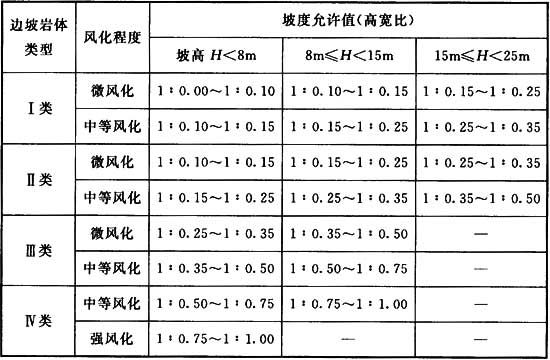 边坡岩体类型 风化程度 坡度允许值(高宽比)
坡高 H<8m 8m≤H<15m 15m≤H<25m
Ⅰ类 微风化 1:0.00~1:0.10 1:0.10~1:0.15 1:0.15~1:0.25
中等风化 1:0.10~1:0.15 1:0.15~1:0.25 1:0.25~1:0.35
Ⅱ类 微风化 1:0.10~1:0.15 1:0.15~1:0.25 1:0.25~1:0.35
中等风化 1:0.15~1:0.25 1:0.25~1:0.35 1:0.35~1:0.50
Ⅲ类 微风化 1:0.25~1:0.35 1:0.35~1:0.50 —
中等风化 1:0.35~1:0.50 1:0.50~1:0.75 —
Ⅳ类 中等风化 1:0.50~1:0.75 1:0.75~1:1.00 —
强风化 1:0.75~1:1.00 — —